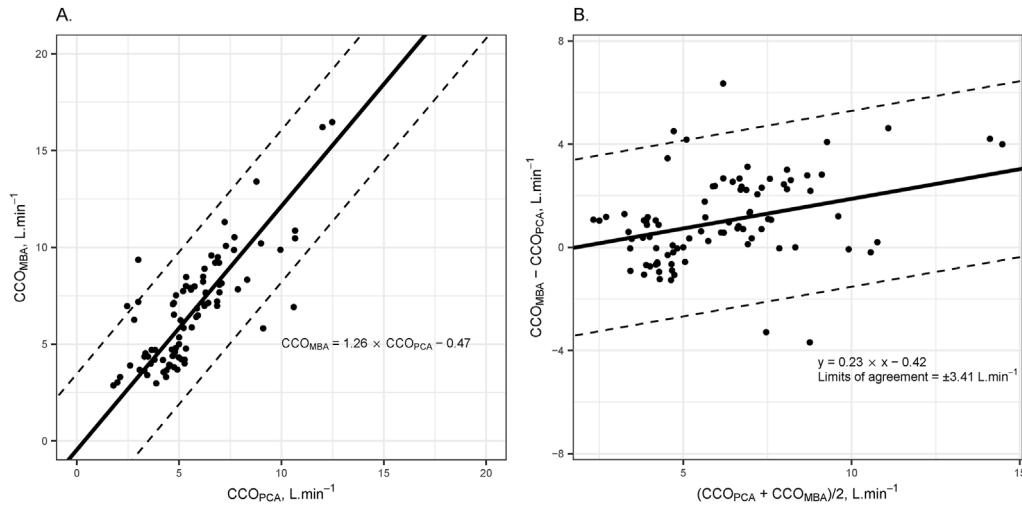 A.
20
15
10
5
0
CCO_MBA, L.min⁻¹
CCO_MBA = 1.26 × CCO_PCA − 0.47
0 5 10 15 20
CCO_PCA, L.min⁻¹
B.
8
4
0
−4
−8
CCO_MBA − CCO_PCA, L.min⁻¹
y = 0.23 × x − 0.42
Limits of agreement = ±3.41 L.min⁻¹
5 10 15
(CCO_PCA + CCO_MBA)/2, L.min⁻¹